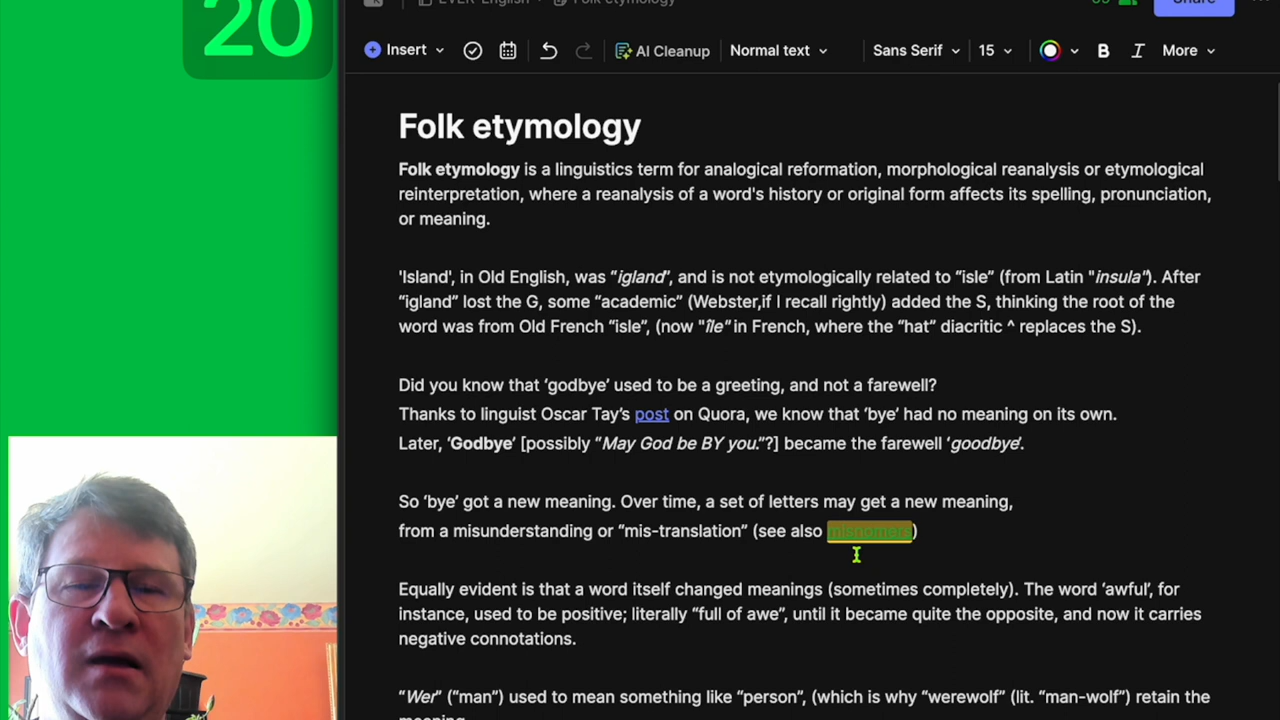 20
EVER-English
Folk etymology
Share
Insert
AI Cleanup
Normal text
Sans Serif
15
B
I
More
Folk etymology
Folk etymology is a linguistics term for analogical reformation, morphological reanalysis or etymological
reinterpretation, where a reanalysis of a word's history or original form affects its spelling, pronunciation,
or meaning.
'Island', in Old English, was “igland”, and is not etymologically related to “isle” (from Latin "insula”). After
“igland” lost the G, some “academic” (Webster,if I recall rightly) added the S, thinking the root of the
word was from Old French “isle”, (now "île" in French, where the “hat” diacritic ^ replaces the S).
Did you know that ‘godbye’ used to be a greeting, and not a farewell?
Thanks to linguist Oscar Tay’s post on Quora, we know that ‘bye’ had no meaning on its own.
Later, ‘Godbye’ [possibly “May God be BY you.”?] became the farewell ‘goodbye’.
So ‘bye’ got a new meaning. Over time, a set of letters may get a new meaning,
from a misunderstanding or “mis-translation” (see also misnomers)
Equally evident is that a word itself changed meanings (sometimes completely). The word ‘awful’, for
instance, used to be positive; literally “full of awe”, until it became quite the opposite, and now it carries
negative connotations.
“Wer” (“man”) used to mean something like “person”, (which is why “werewolf” (lit. “man-wolf”) retain the
meaning